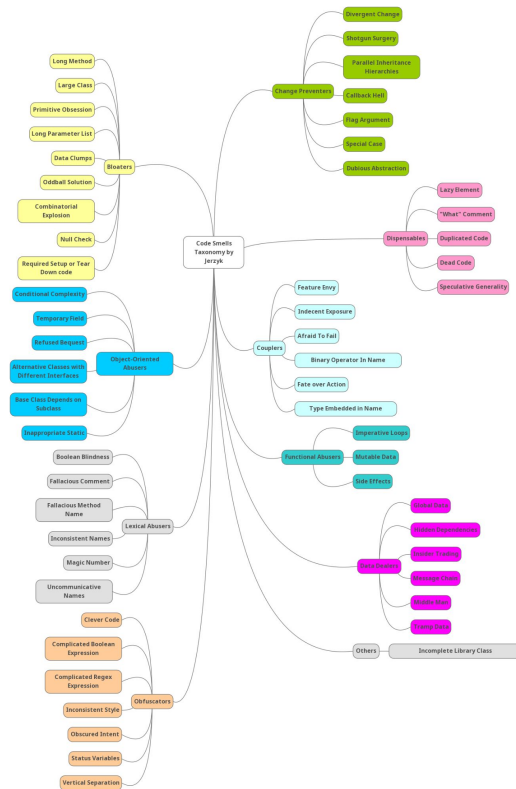 Code Smells
Taxonomy by
Jerzyk
Bloaters
Long Method
Large Class
Primitive Obsession
Long Parameter List
Data Clumps
Oddball Solution
Combinatorial
Explosion
Null Check
Required Setup or Tear
Down code
Object-Oriented
Abusers
Conditional Complexity
Temporary Field
Refused Request
Alternative Classes with
Different Interfaces
Base Class Depends on
Subclass
Inappropriate Static
Lexical Abusers
Boolean Blindness
Fallacious Comment
Fallacious Method
Name
Inconsistent Names
Magic Number
Uncommunicative
Names
Obfuscators
Clever Code
Complicated Boolean
Expression
Complicated Regex
Expression
Inconsistent Style
Obscured Intent
Status Variables
Vertical Separation
Change Preventers
Divergent Change
Shotgun Surgery
Parallel Inheritance
Hierarchies
Callback Hell
Flag Argument
Special Case
Dubious Abstraction
Dispensables
Lazy Element
"What" Comment
Duplicated Code
Dead Code
Speculative Generality
Couplers
Feature Envy
Indecent Exposure
Afraid To Fail
Binary Operator In Name
Fate over Action
Type Embedded in Name
Functional Abusers
Imperative Loops
Mutable Data
Side Effects
Data Dealers
Global Data
Hidden Dependencies
Insider Trading
Message Chain
Middle Man
Tramp Data
Others
Incomplete Library Class